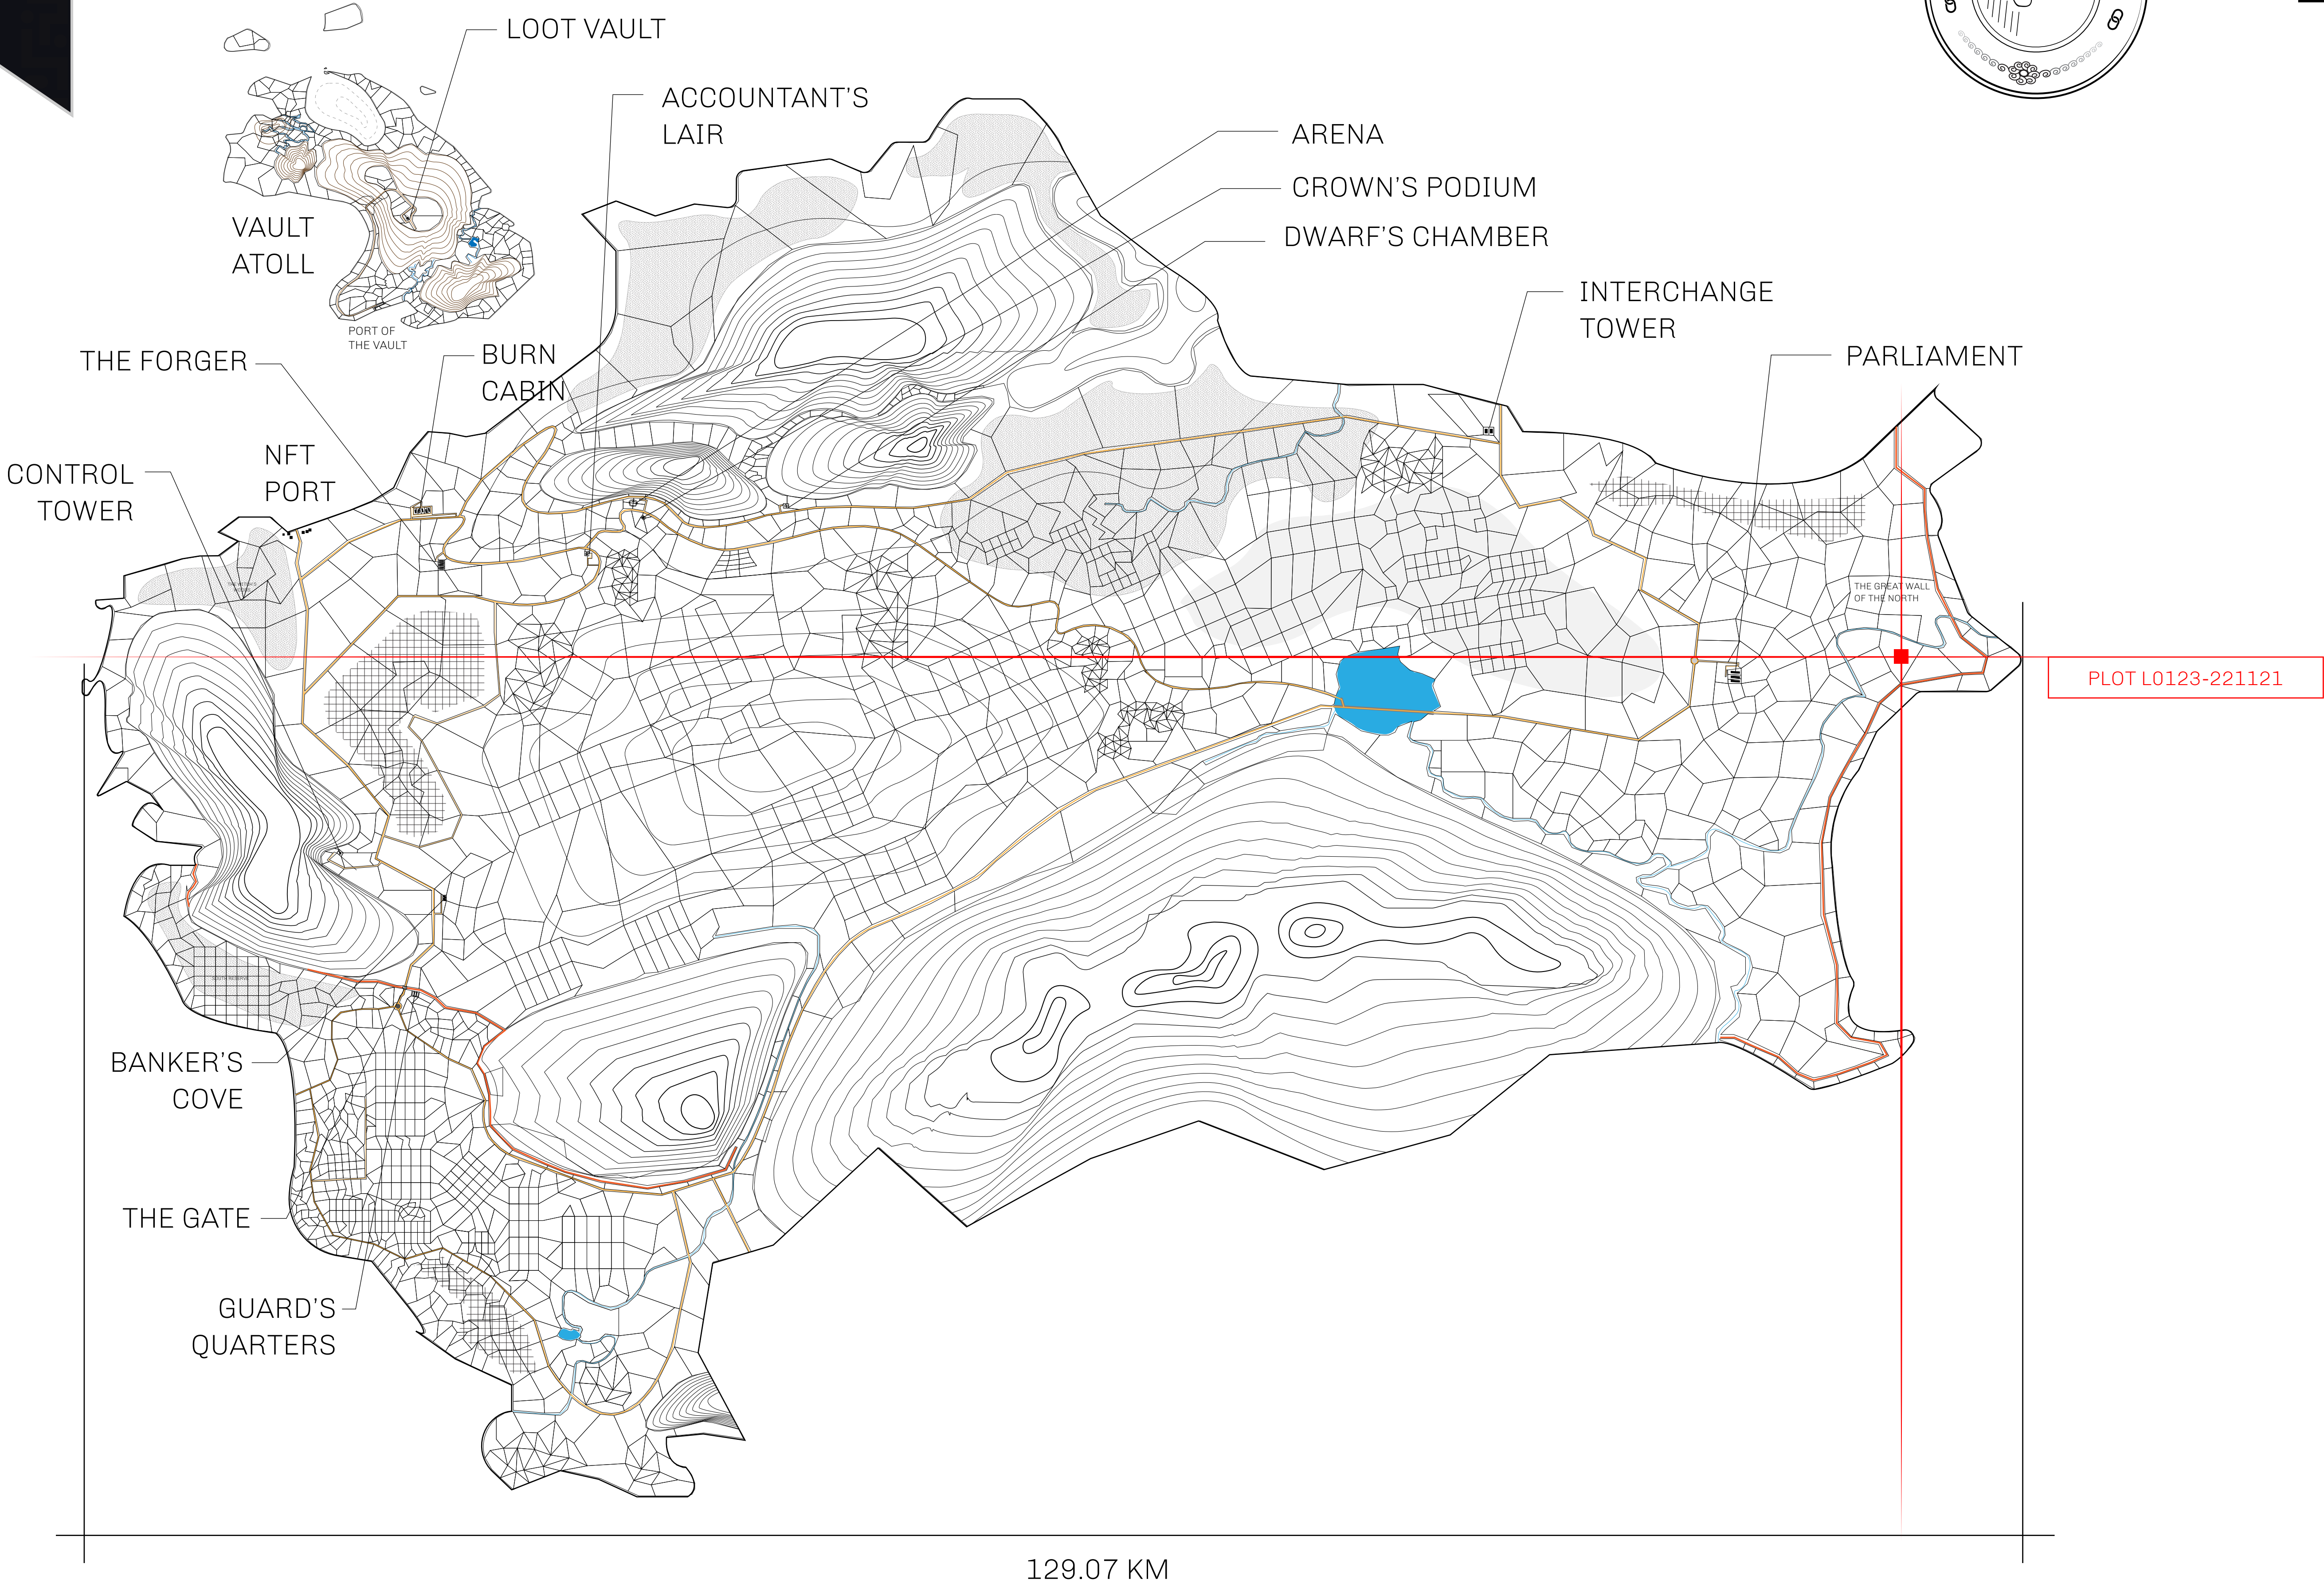 LOOT VAULT
ACCOUNTANT'S
LAIR
ARENA
CROWN'S PODIUM
DWARF'S CHAMBER
VAULT
ATOLL
INTERCHANGE
TOWER
PORT OF
THE VAULT
THE FORGER
BURN
CABIN
PARLIAMENT
NFT
PORT
CONTROL
TOWER
THE GREAT WALL
OF THE NORTH
PLOT L0123-221121
SOUTH RESERVE
BANKER'S
COVE
THE GATE
GUARD'S
QUARTERS
129.07 KM